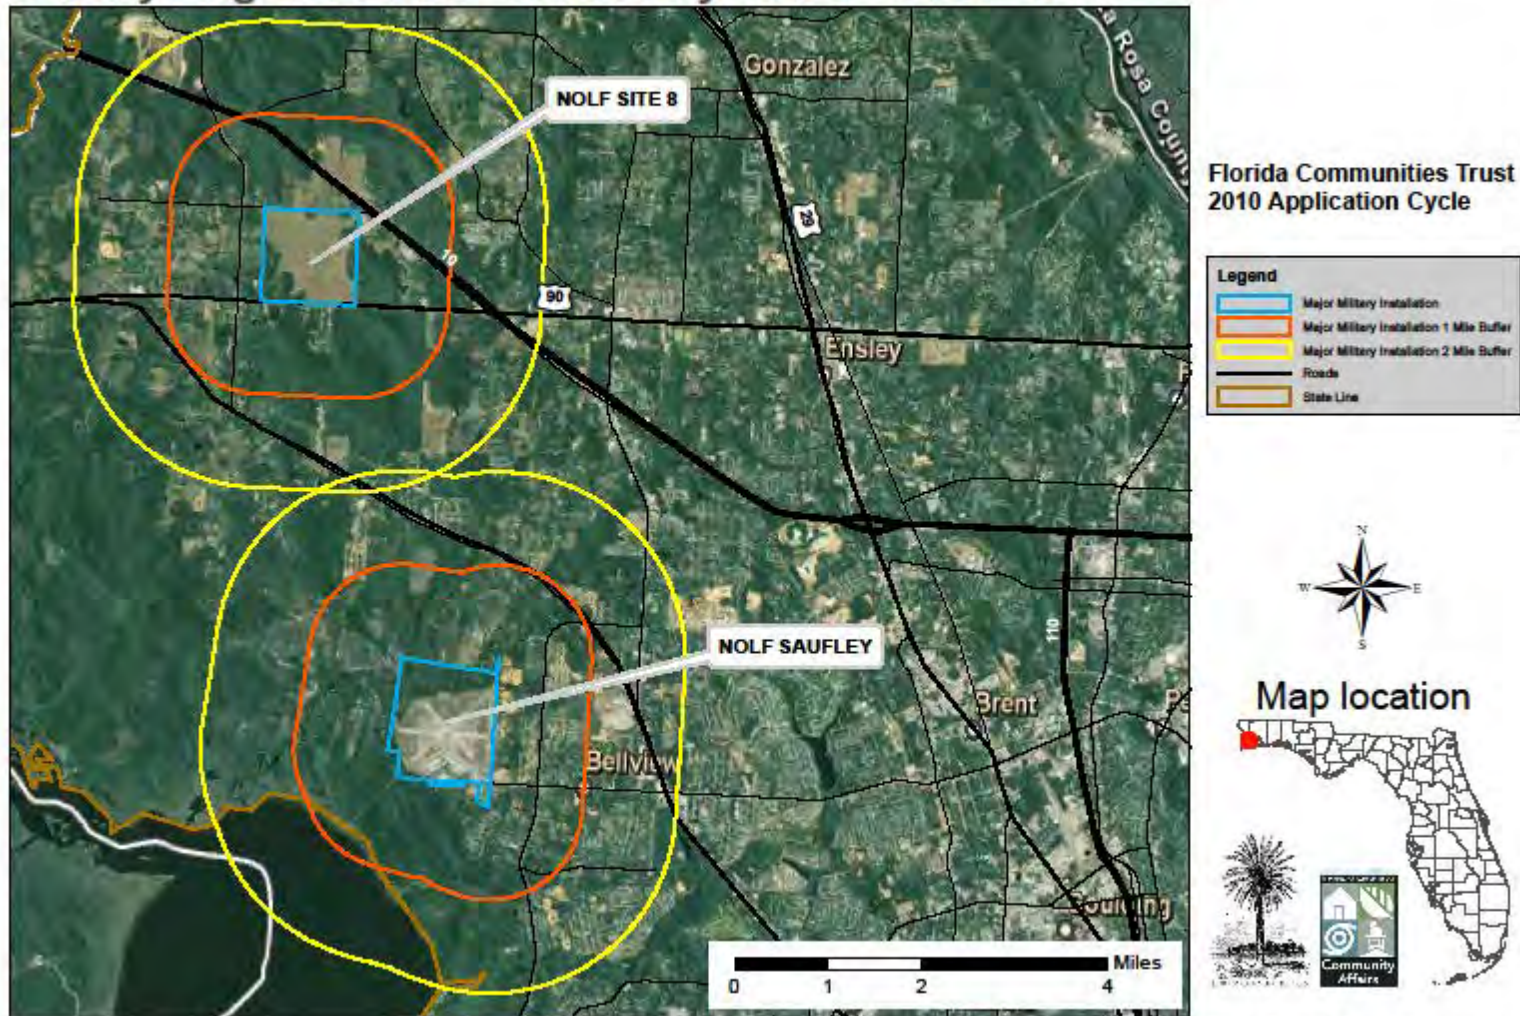 Gonzalez
NOLF SITE 8
Rosa County
29
10
90
Ensley
NOLF SAUFLEY
110
Brent
Bellview
Miles
0 1 2 4
Florida Communities Trust
2010 Application Cycle
Legend
Major Military Installation
Major Military Installation 1 Mile Buffer
Major Military Installation 2 Mile Buffer
Roads
State Line
N
W E
S
Map location
Community
Affairs